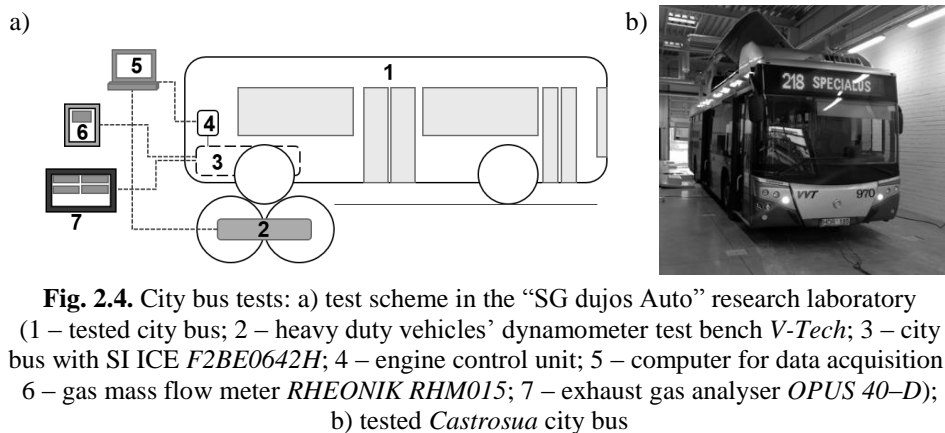 a)
b)
1
5
4
6
3
7
2
218 SPECIALUS
VVT
970
Fig. 2.4. City bus tests: a) test scheme in the “SG dujos Auto” research laboratory
(1 – tested city bus; 2 – heavy duty vehicles’ dynamometer test bench V-Tech; 3 – city
bus with SI ICE F2BE0642H; 4 – engine control unit; 5 – computer for data acquisition
6 – gas mass flow meter RHEONIK RHM015; 7 – exhaust gas analyser OPUS 40–D);
b) tested Castrosua city bus